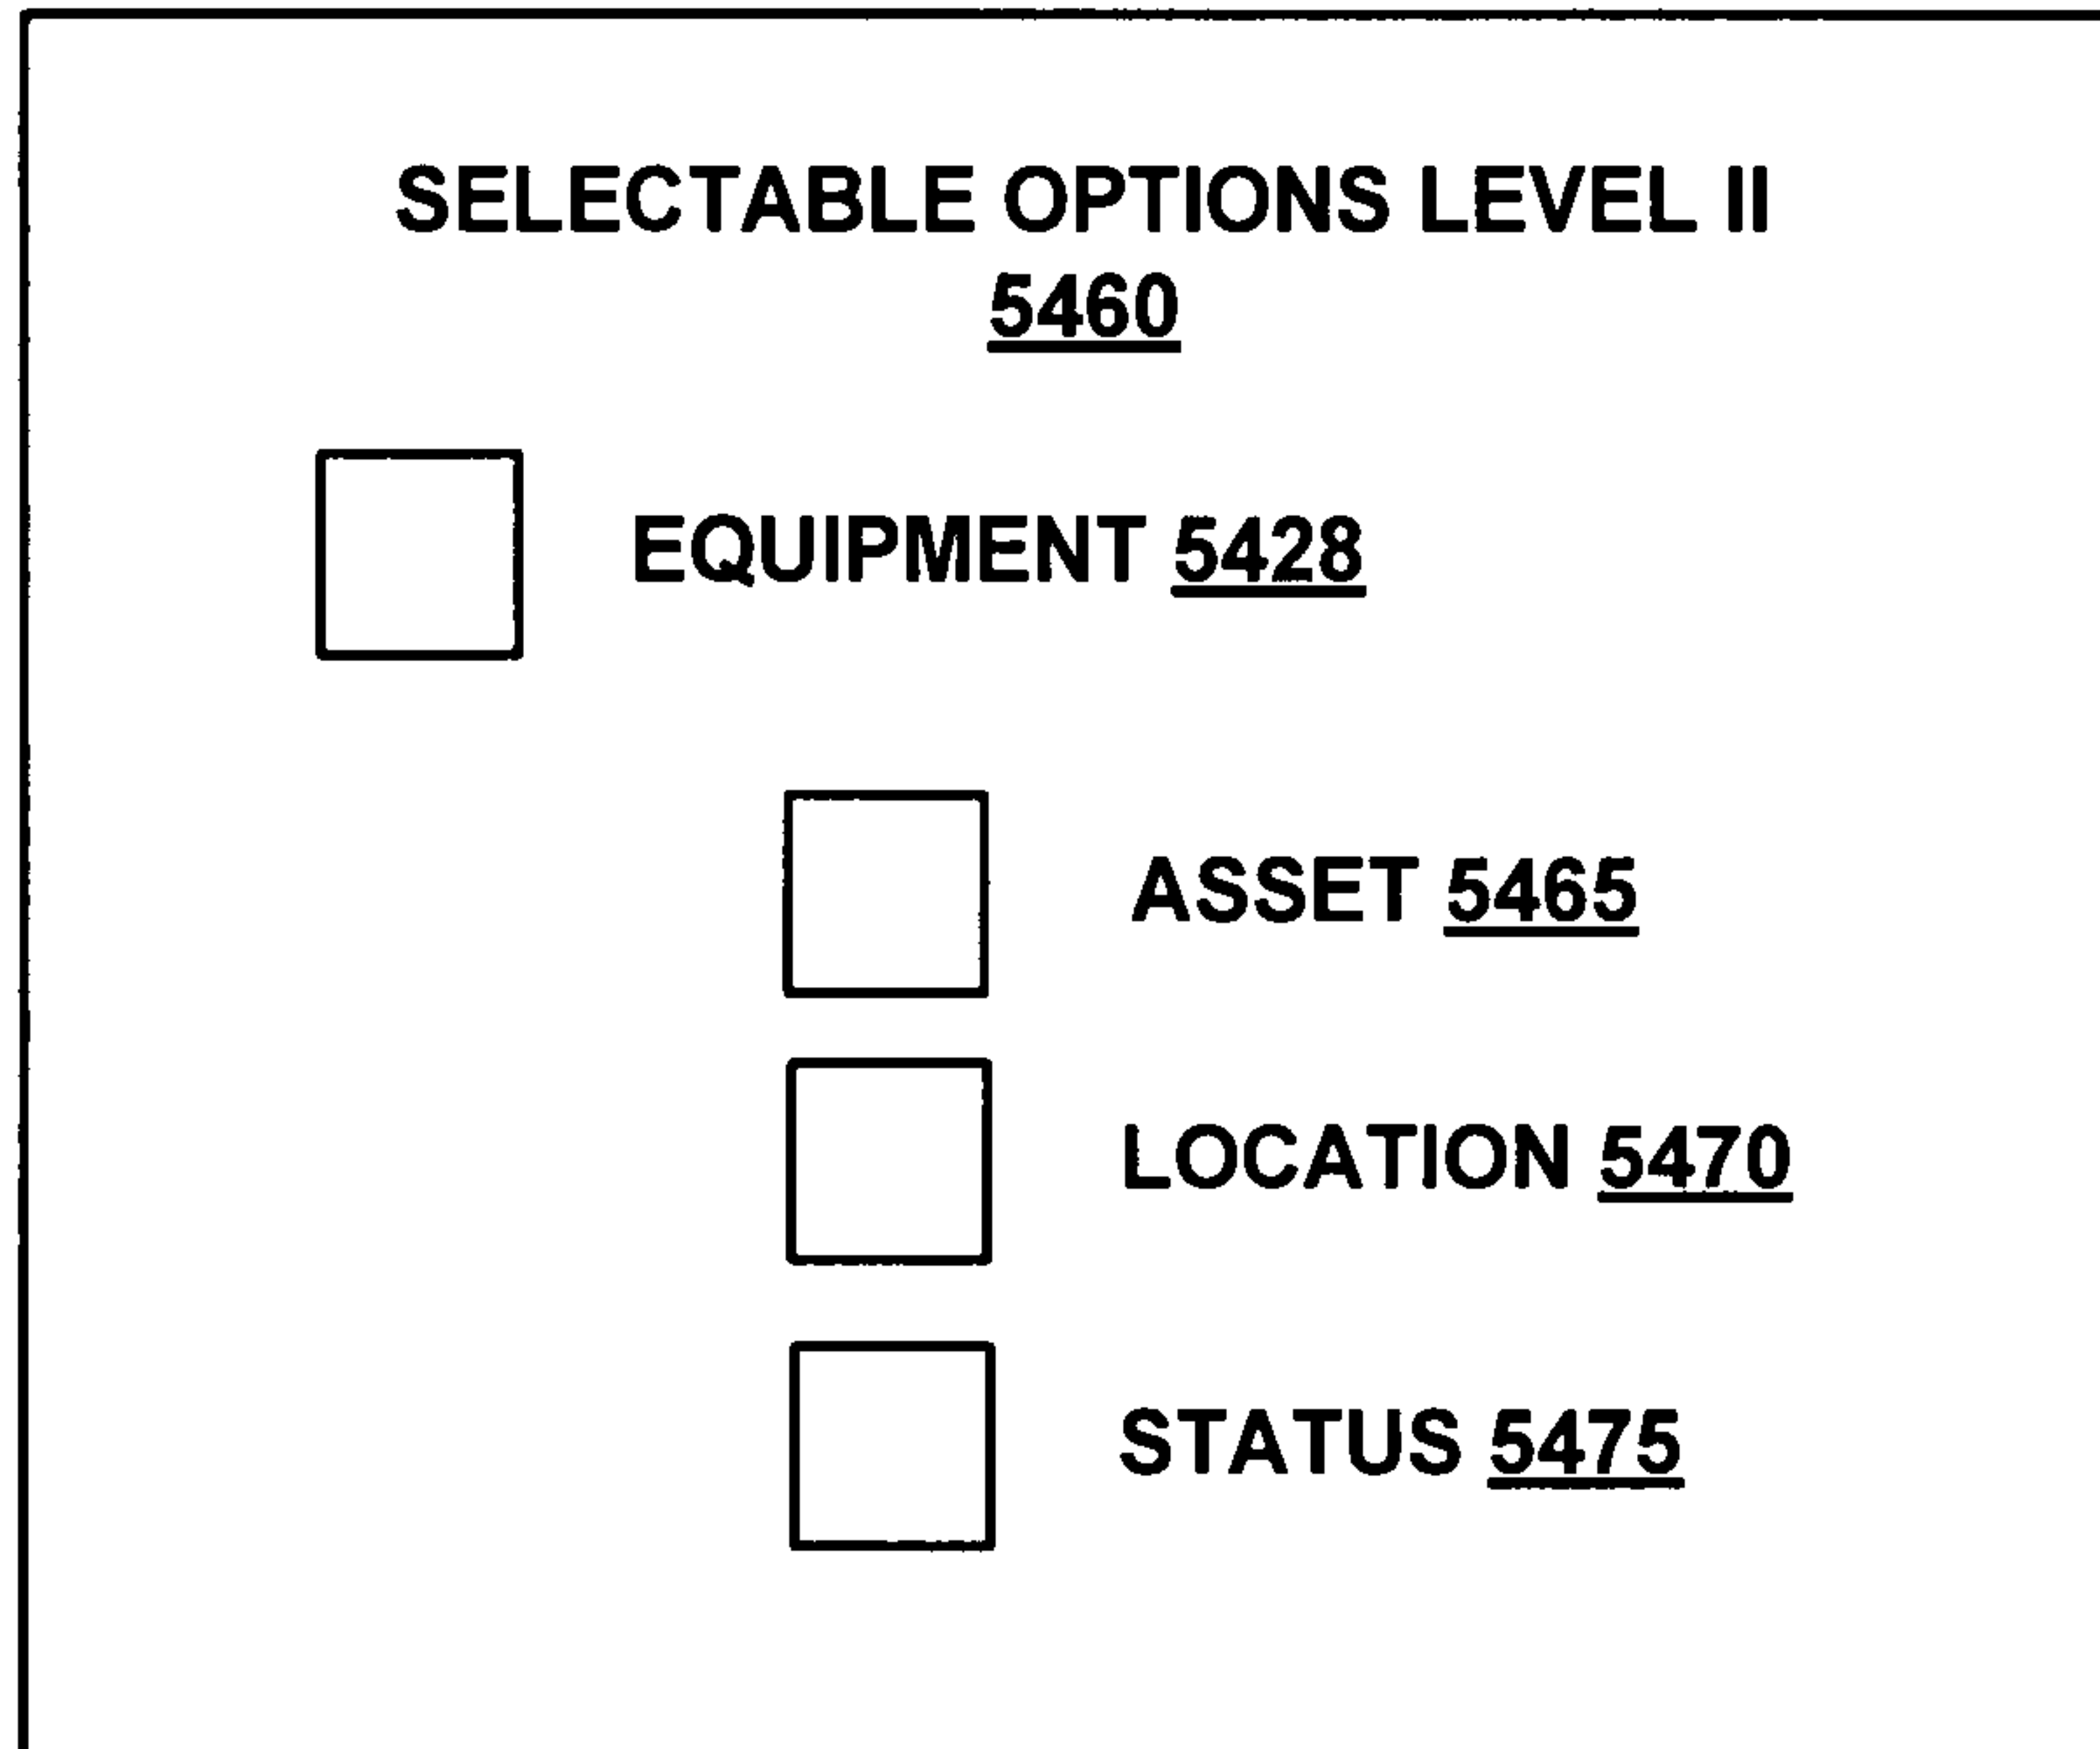 SELECTABLE OPTIONS LEVEL II
5460
EQUIPMENT 5428
ASSET 5465
LOCATION 5470
STATUS 5475